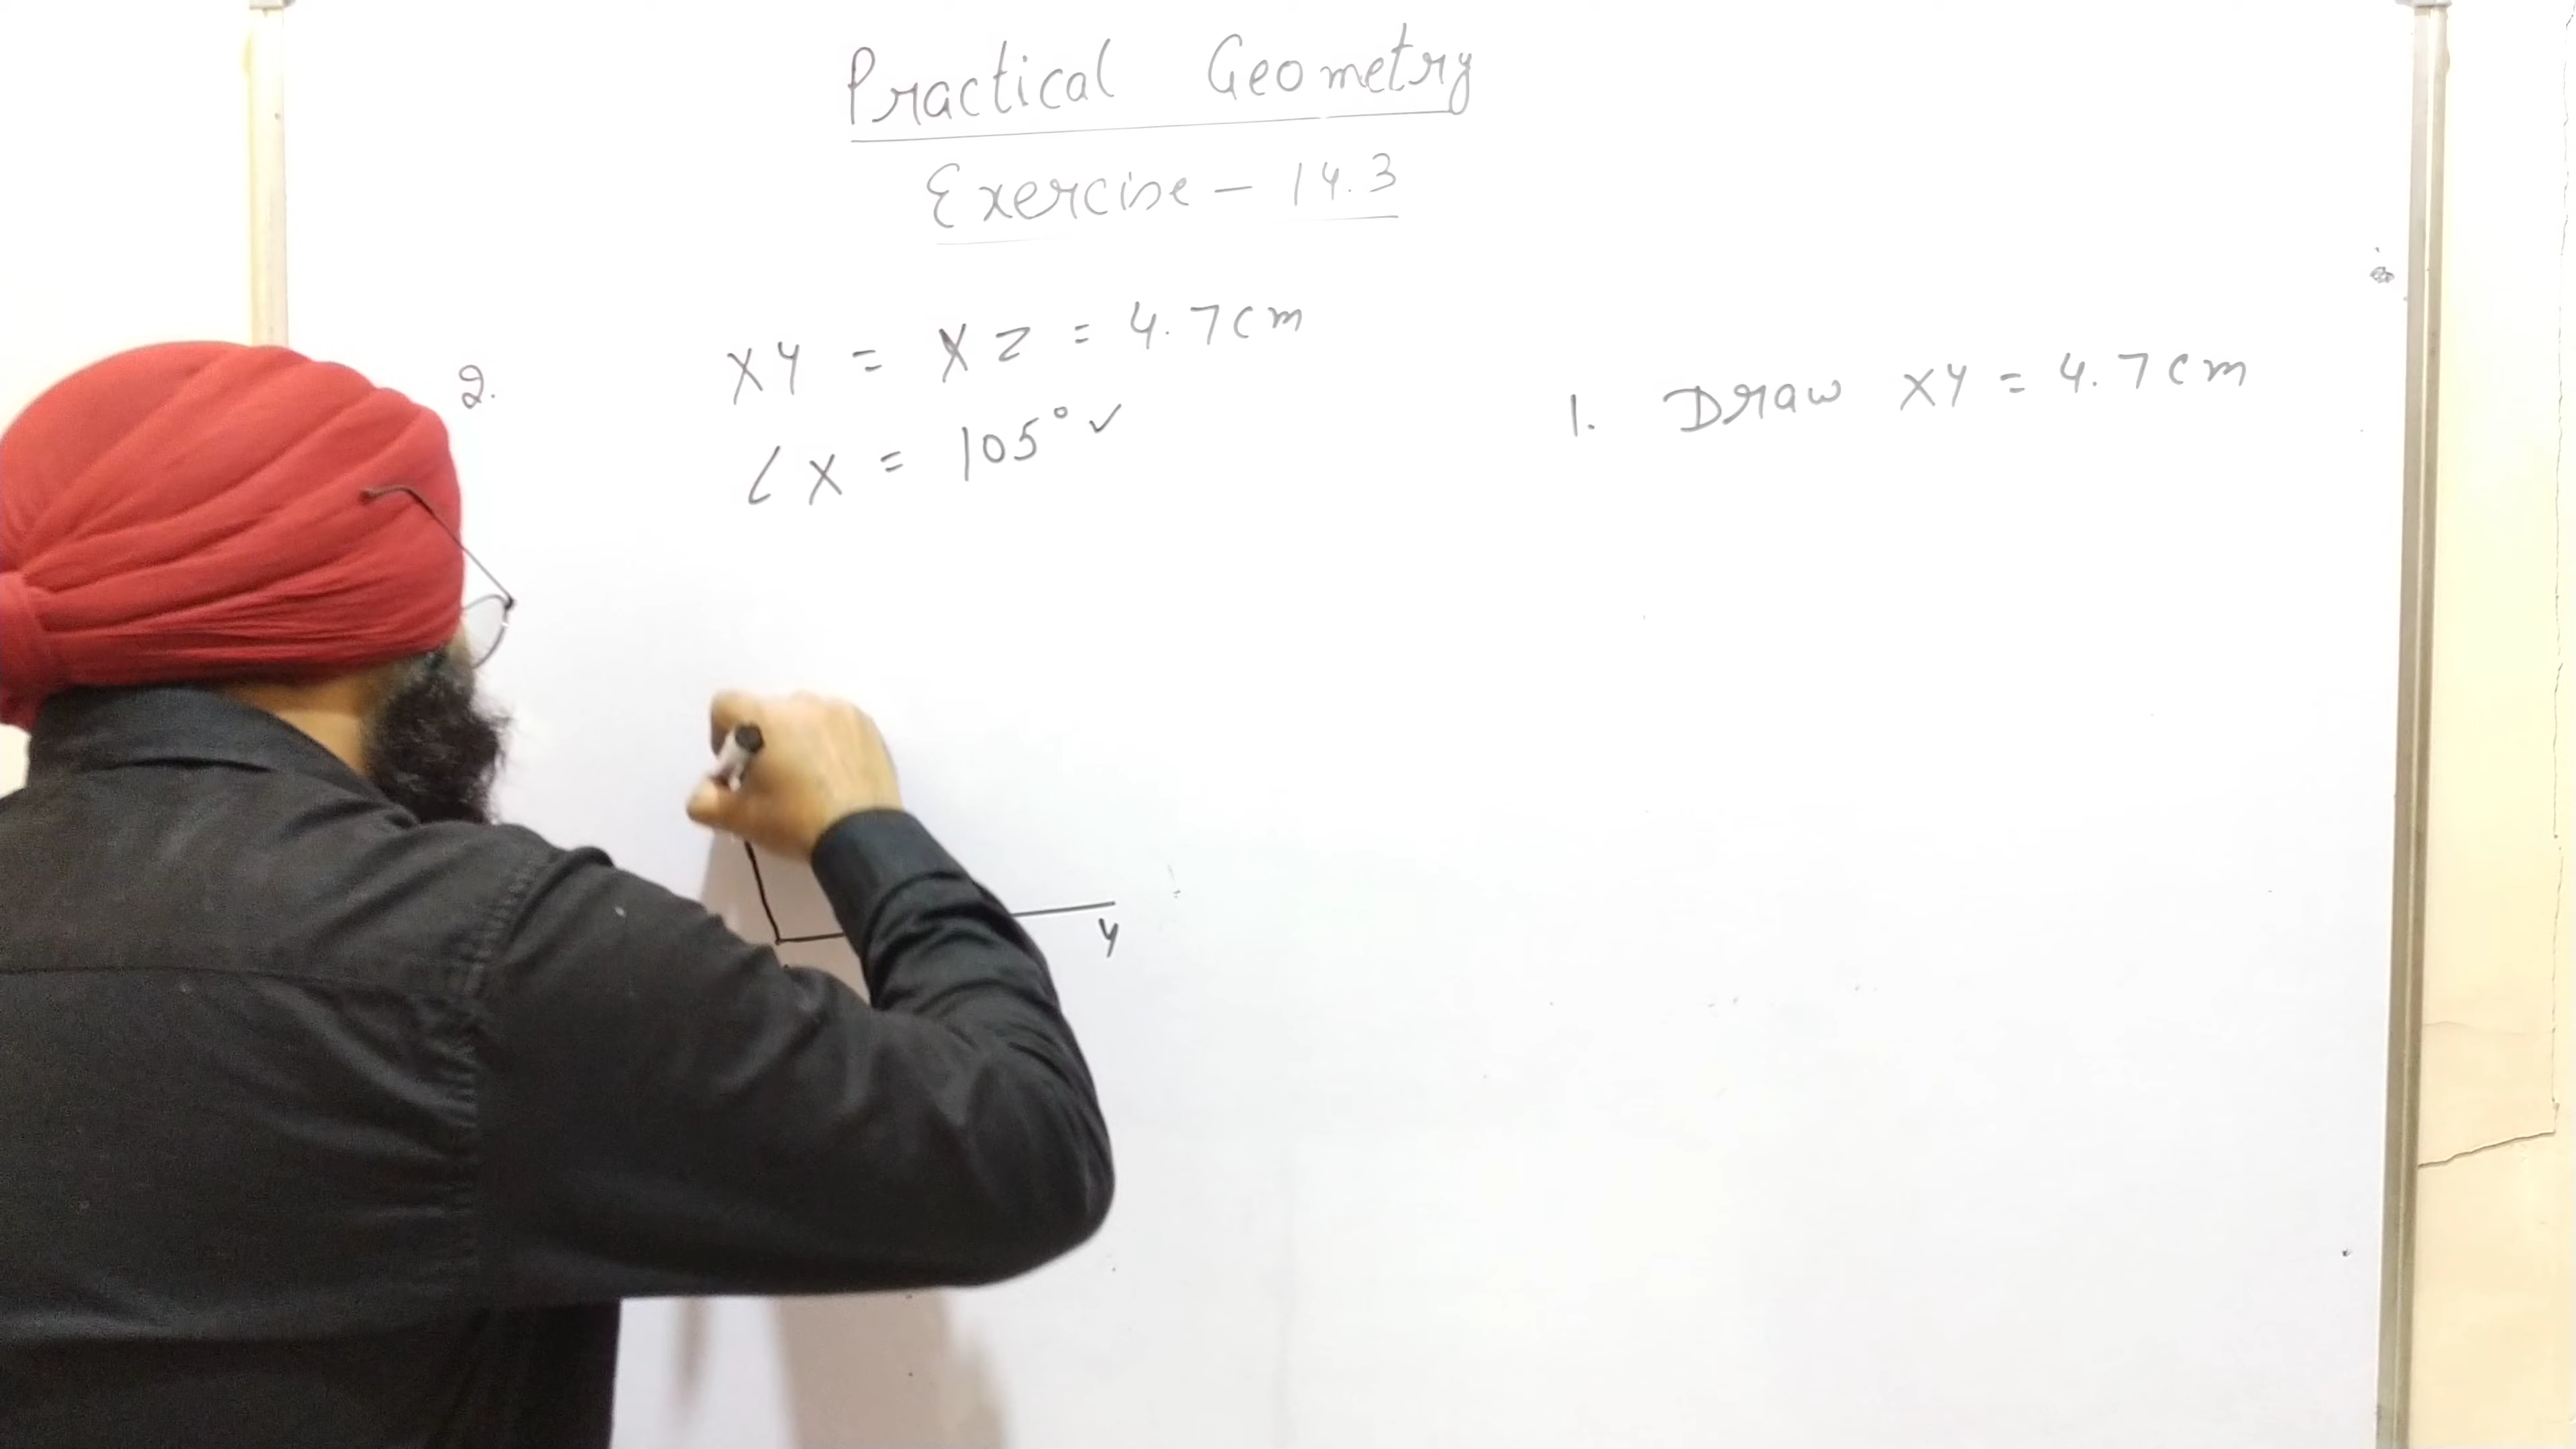 Practical Geometry
Exercise - 14.3
2.
XY = XZ = 4.7cm
∠X = 105° ✓
1. Draw XY = 4.7cm
Y